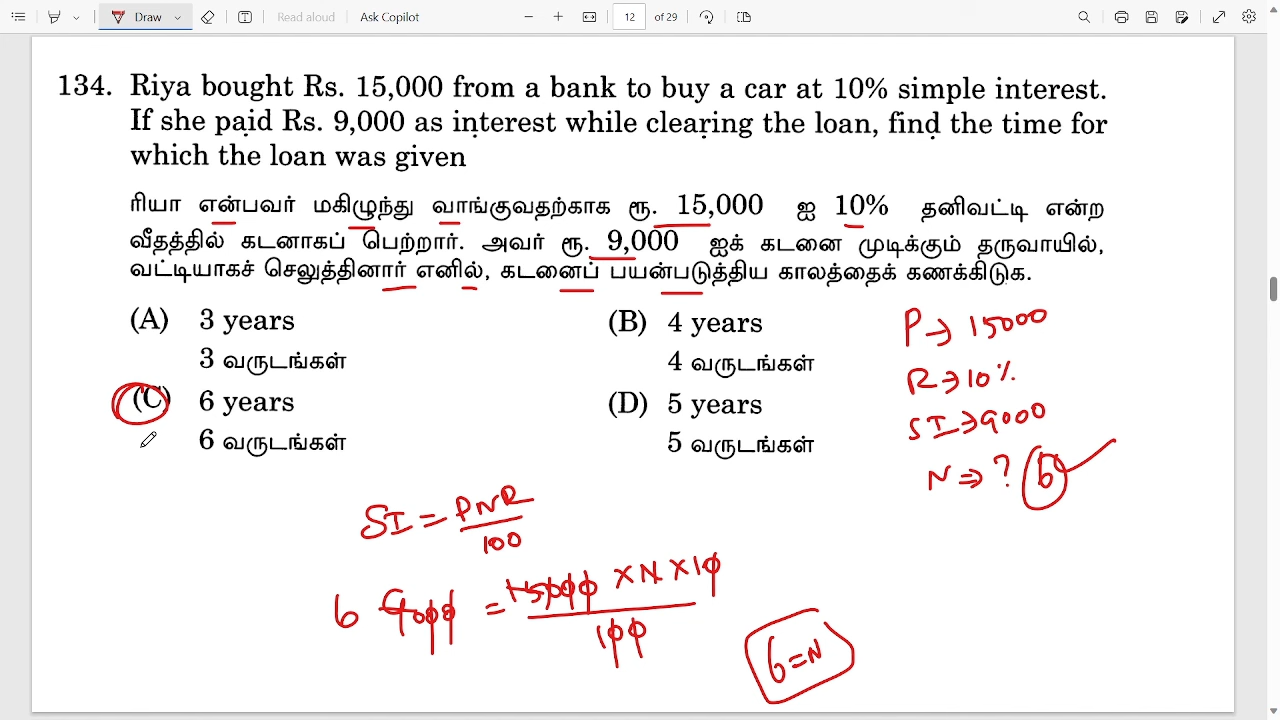 Draw
Read aloud
Ask Copilot
12 of 29
134. Riya bought Rs. 15,000 from a bank to buy a car at 10% simple interest.
If she paid Rs. 9,000 as interest while clearing the loan, find the time for
which the loan was given
ரியா என்பவர் மகிழுந்து வாங்குவதற்காக ரூ. 15,000 ஐ 10% தனிவட்டி என்ற
வீதத்தில் கடனாகப் பெற்றார். அவர் ரூ. 9,000 ஐக் கடனை முடிக்கும் தருவாயில்,
வட்டியாகச் செலுத்தினார் எனில், கடனைப் பயன்படுத்திய காலத்தைக் கணக்கிடுக.
(A) 3 years
3 வருடங்கள்
(B) 4 years
4 வருடங்கள்
(C) 6 years
6 வருடங்கள்
(D) 5 years
5 வருடங்கள்
P → 15000
R → 10%
SI → 9000
N ⇒ ? 6
SI = PNR
100
6 9000 = 15000 × N × 10
100
6 = N